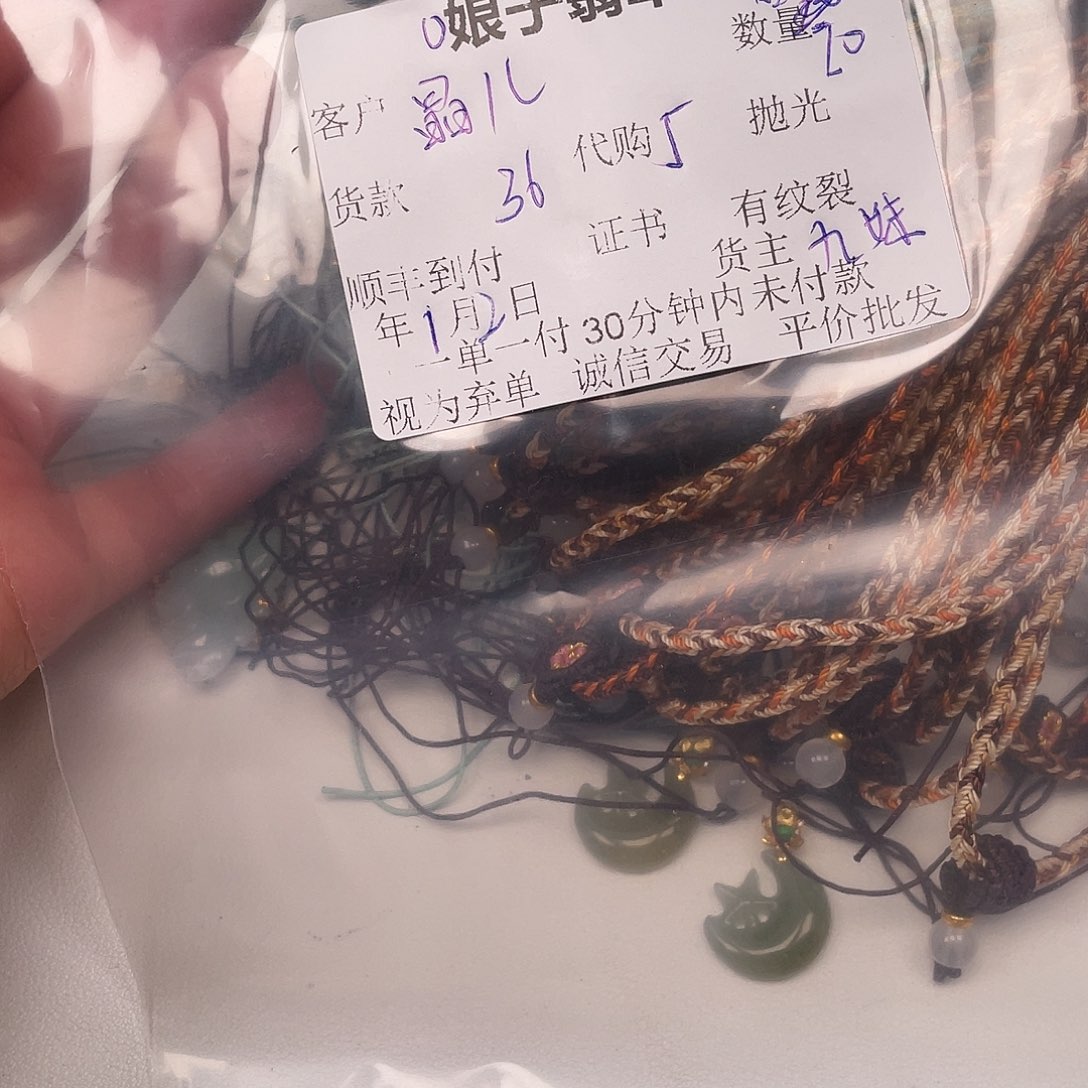 娘子翡翠
客户 晶儿 数量 20
货款 36 代购 5 抛光
顺丰到付 证书 有纹裂
年1月2日 货主 九妹
一单一付 30分钟内未付款
视为弃单 诚信交易 平价批发